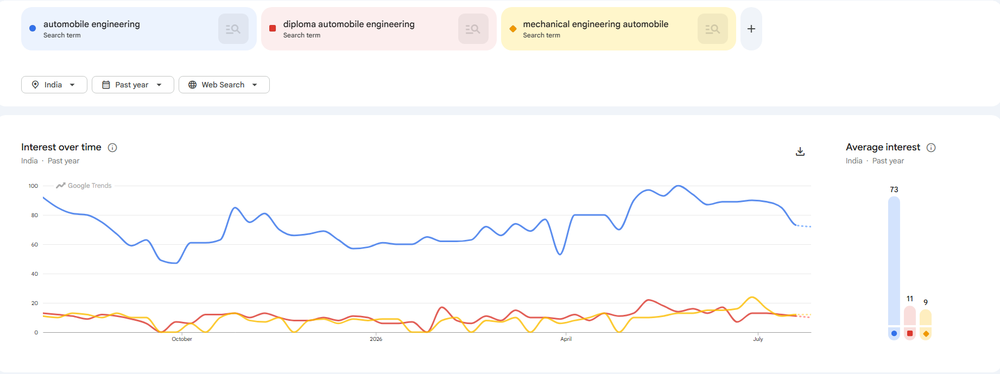 automobile engineering
Search term
diploma automobile engineering
Search term
mechanical engineering automobile
Search term
+
India
Past year
Web Search
Interest over time
India · Past year
Average interest
India · Past year
Google Trends
100
80
60
40
20
0
October
2026
April
July
73
11
9